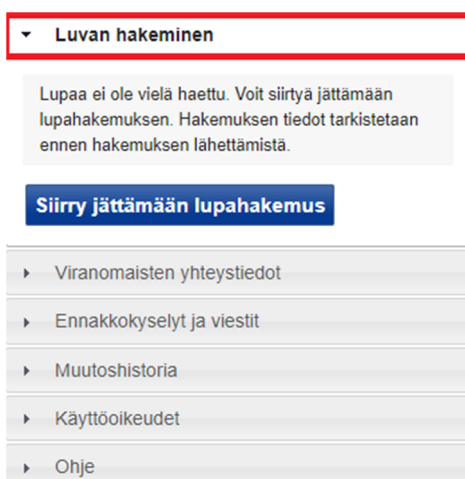 Luvan hakeminen
Lupaa ei ole vielä haettu. Voit siirtyä jättämään
lupahakemuksen. Hakemuksen tiedot tarkistetaan
ennen hakemuksen lähettämistä.
Siirry jättämään lupahakemus
Viranomaisten yhteystiedot
Ennakkokyselyt ja viestit
Muutoshistoria
Käyttöoikeudet
Ohje